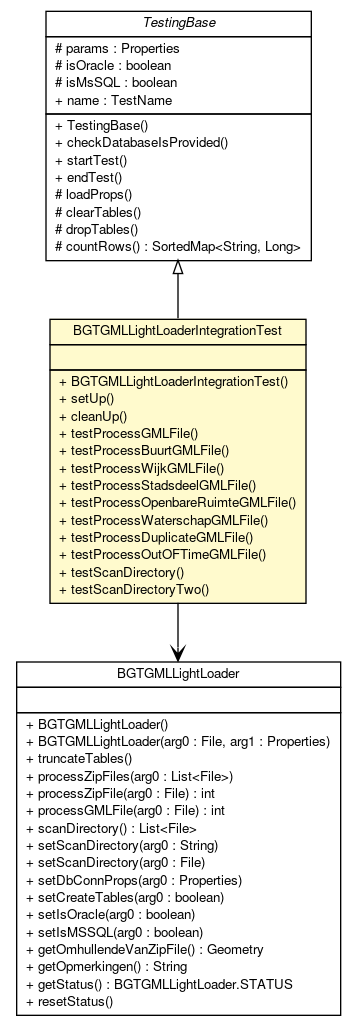 TestingBase
# params : Properties
# isOracle : boolean
# isMsSQL : boolean
+ name : TestName
+ TestingBase()
+ checkDatabaseIsProvided()
+ startTest()
+ endTest()
# loadProps()
# clearTables()
# dropTables()
# countRows() : SortedMap<String, Long>
BGTGMLLightLoaderIntegrationTest
+ BGTGMLLightLoaderIntegrationTest()
+ setUp()
+ cleanUp()
+ testProcessGMLFile()
+ testProcessBuurtGMLFile()
+ testProcessWijkGMLFile()
+ testProcessStadsdeelGMLFile()
+ testProcessOpenbareRuimteGMLFile()
+ testProcessWaterschapGMLFile()
+ testProcessDuplicateGMLFile()
+ testProcessOutOFTimeGMLFile()
+ testScanDirectory()
+ testScanDirectoryTwo()
BGTGMLLightLoader
+ BGTGMLLightLoader()
+ BGTGMLLightLoader(arg0 : File, arg1 : Properties)
+ truncateTables()
+ processZipFiles(arg0 : List<File>)
+ processZipFile(arg0 : File) : int
+ processGMLFile(arg0 : File) : int
+ scanDirectory() : List<File>
+ setScanDirectory(arg0 : String)
+ setScanDirectory(arg0 : File)
+ setDbConnProps(arg0 : Properties)
+ setCreateTables(arg0 : boolean)
+ setIsOracle(arg0 : boolean)
+ setIsMSSQL(arg0 : boolean)
+ getOmhullendeVanZipFile() : Geometry
+ getOpmerkingen() : String
+ getStatus() : BGTGMLLightLoader.STATUS
+ resetStatus()